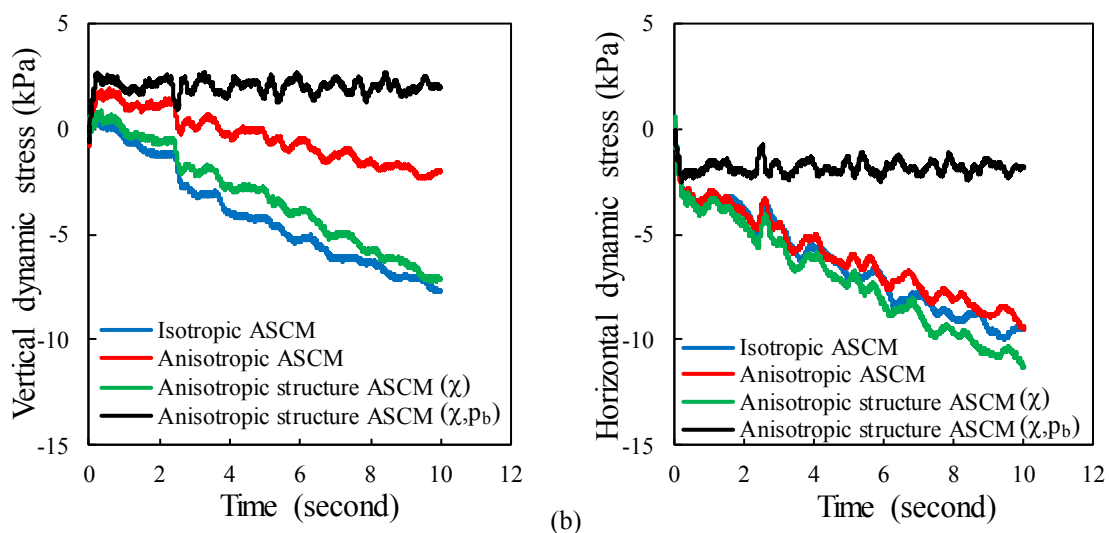 Vertical dynamic stress (kPa)
5
0
-5
-10
-15
Isotropic ASCM
Anisotropic ASCM
Anisotropic structure ASCM (χ)
Anisotropic structure ASCM (χ,pb)
0 2 4 6 8 10 12
Time (second)
(b)
Horizontal dynamic stress (kPa)
5
0
-5
-10
-15
Isotropic ASCM
Anisotropic ASCM
Anisotropic structure ASCM (χ)
Anisotropic structure ASCM (χ,pb)
0 2 4 6 8 10 12
Time (second)